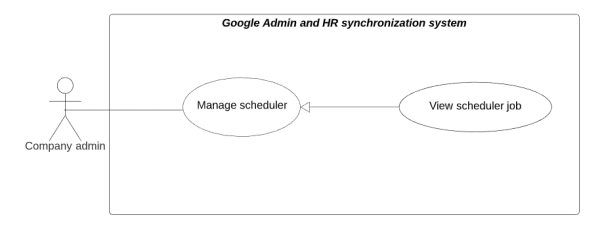 Google Admin and HR synchronization system
Manage scheduler
View scheduler job
Company admin